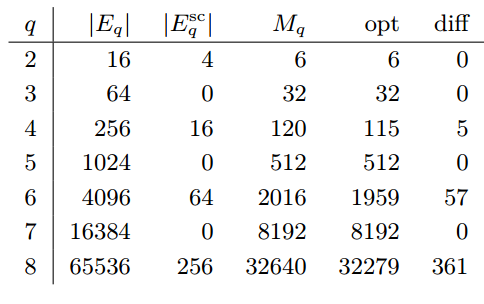 q |E_q| |E_q^sc| M_q opt diff
2 16 4 6 6 0
3 64 0 32 32 0
4 256 16 120 115 5
5 1024 0 512 512 0
6 4096 64 2016 1959 57
7 16384 0 8192 8192 0
8 65536 256 32640 32279 361